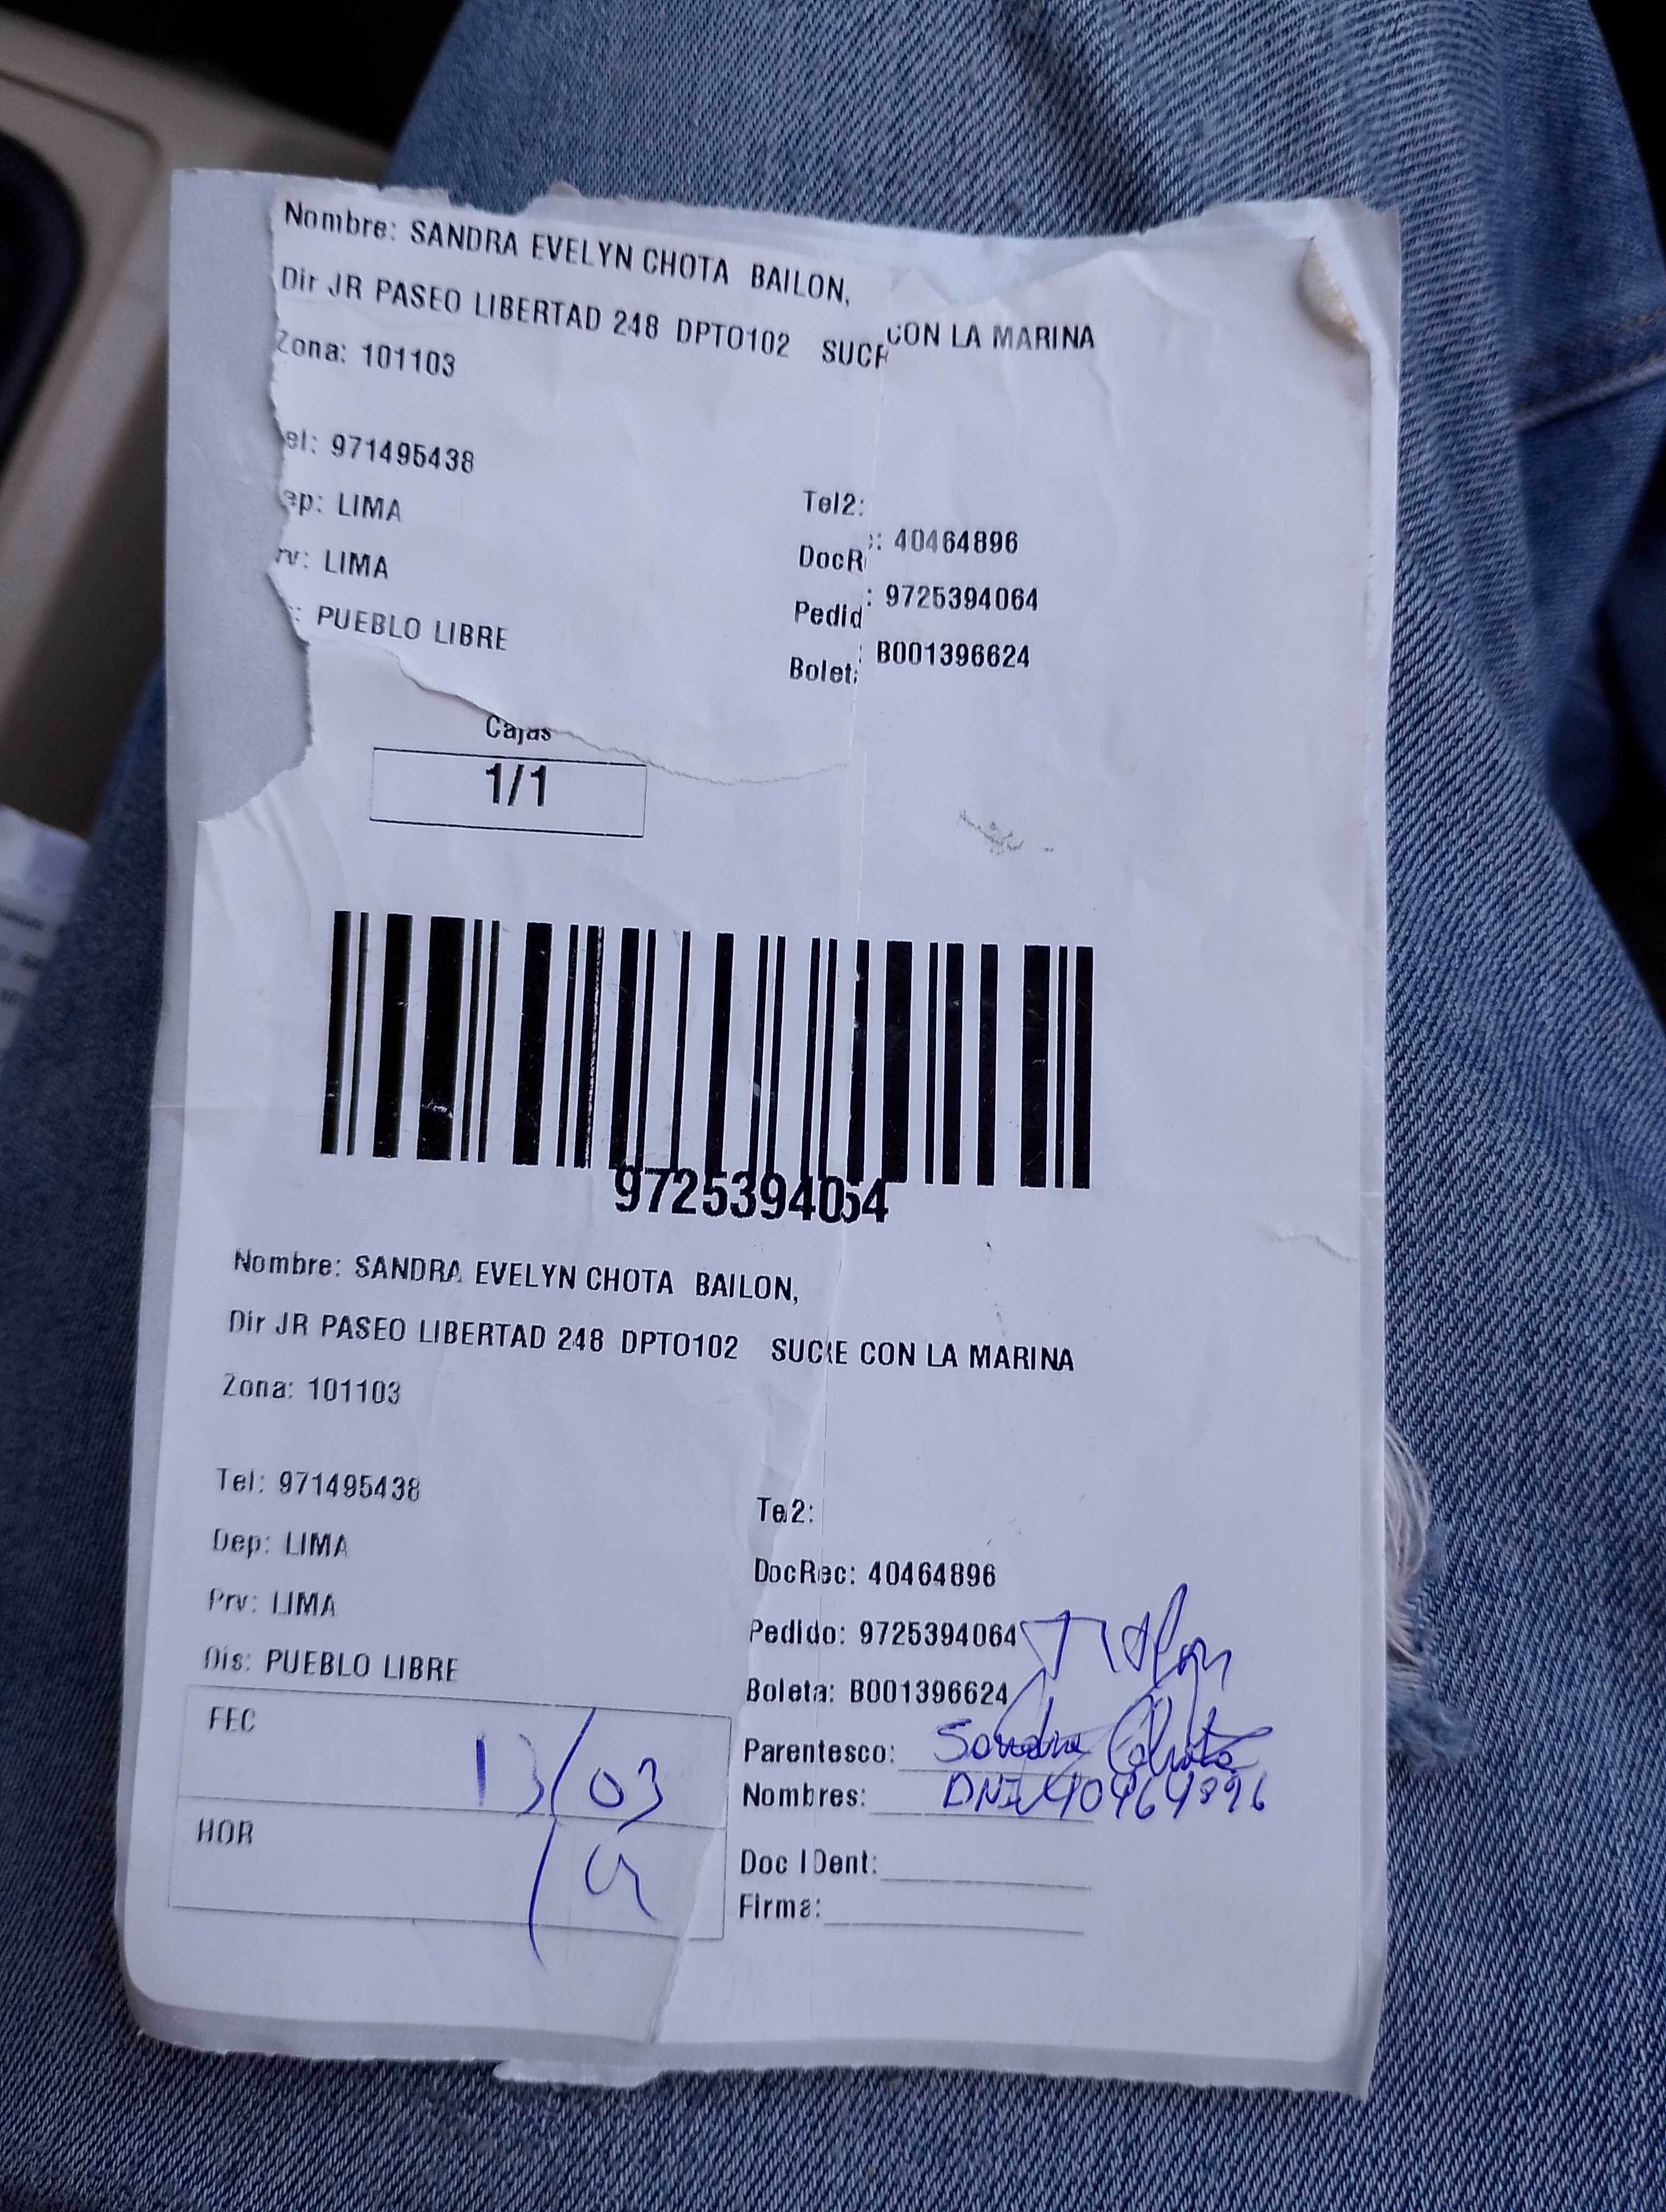 Nombre: SANDRA EVELYN CHOTA BAILON,
Dir JR PASEO LIBERTAD 248 DPTO102 SUCR CON LA MARINA
Zona: 101103
el: 971495438
Tel2:
ep: LIMA
DocR : 40464896
rv: LIMA
Pedid : 9725394064
: PUEBLO LIBRE
Bolet : B001396624
Cajas
1/1
9725394064
Nombre: SANDRA EVELYN CHOTA BAILON,
Dir JR PASEO LIBERTAD 248 DPTO102 SUCRE CON LA MARINA
Zona: 101103
Tel: 971495438
Te2:
Dep: LIMA
DocRec: 40464896
Prv: LIMA
Pedido: 9725394064
Dis: PUEBLO LIBRE
Boleta: B001396624
FEC 13/03
Parentesco: Sandra Chota
Nombres: DNI 40464896
HOR
Doc IDent:
Firma: